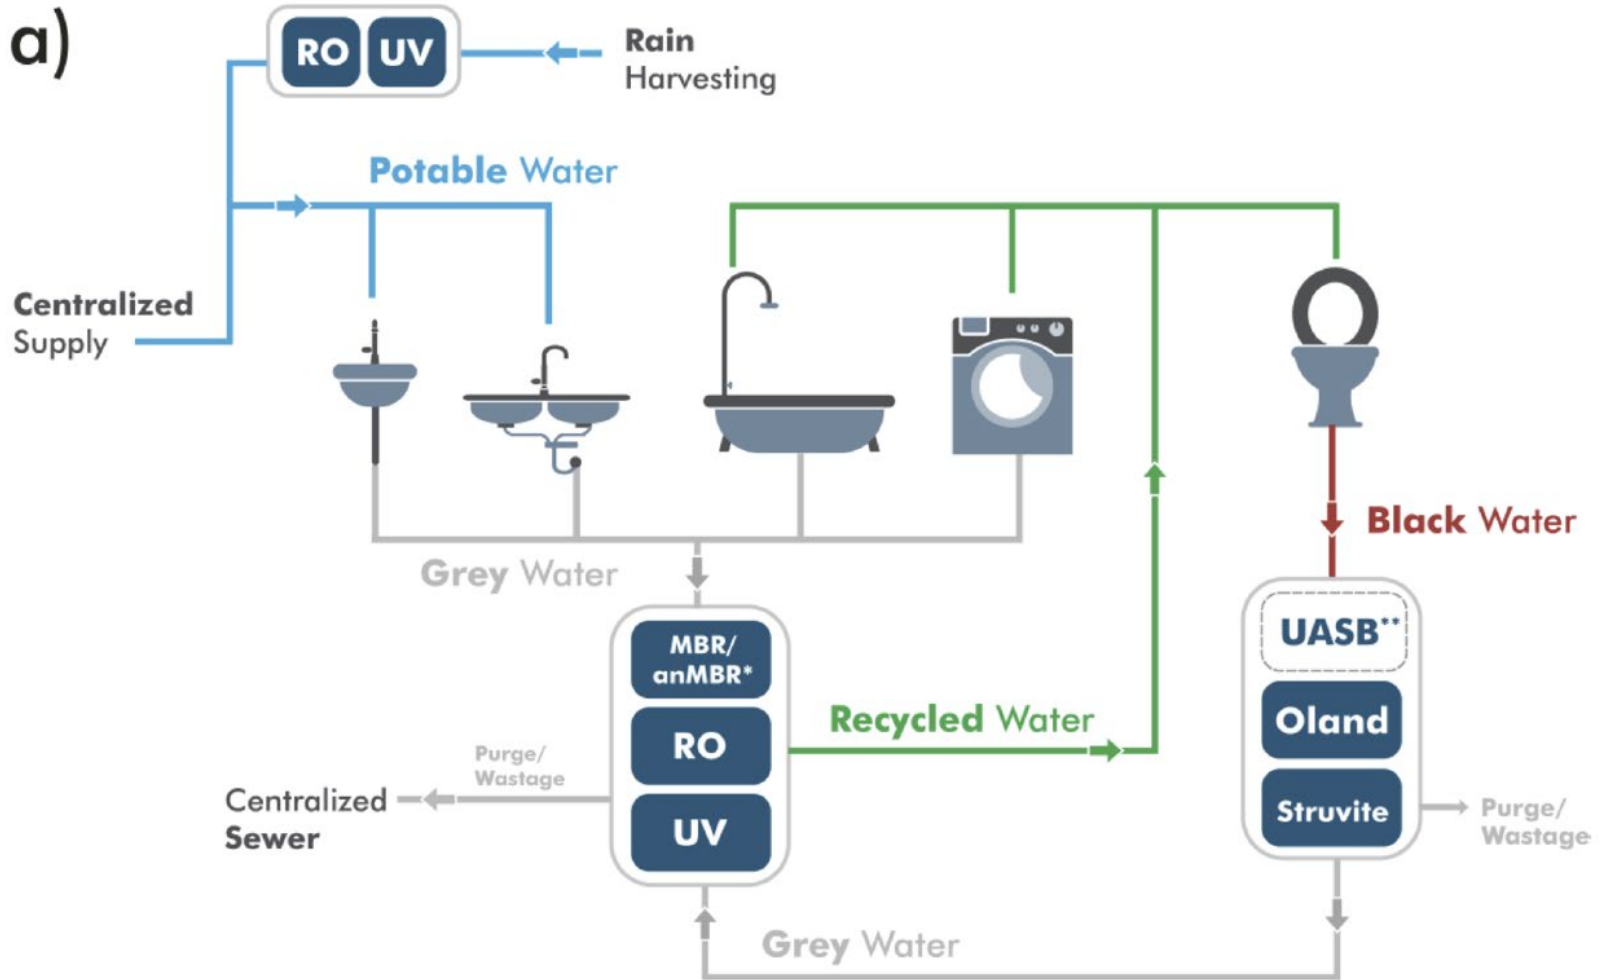 a)
RO UV
Rain
Harvesting
Potable Water
Centralized
Supply
Black Water
Grey Water
MBR/
anMBR*
RO
UV
Recycled Water
Purge/
Wastage
Centralized
Sewer
UASB**
Oland
Struvite
Purge/
Wastage
Grey Water